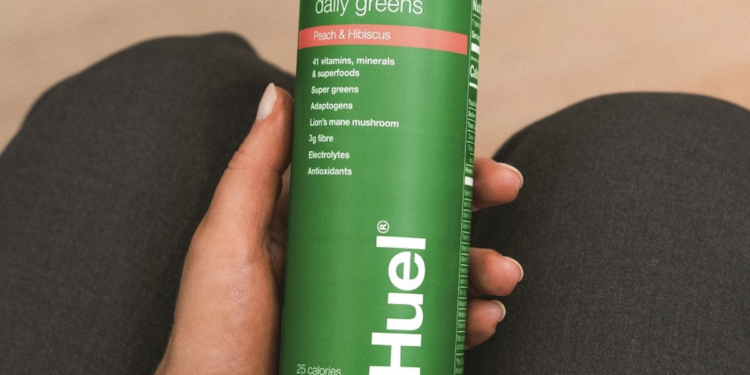 daily greens
Peach & Hibiscus
41 vitamins, minerals
& superfoods
Super greens
Adaptogens
Lion's mane mushroom
3g fibre
Electrolytes
Antioxidants
Huel®
25 calories